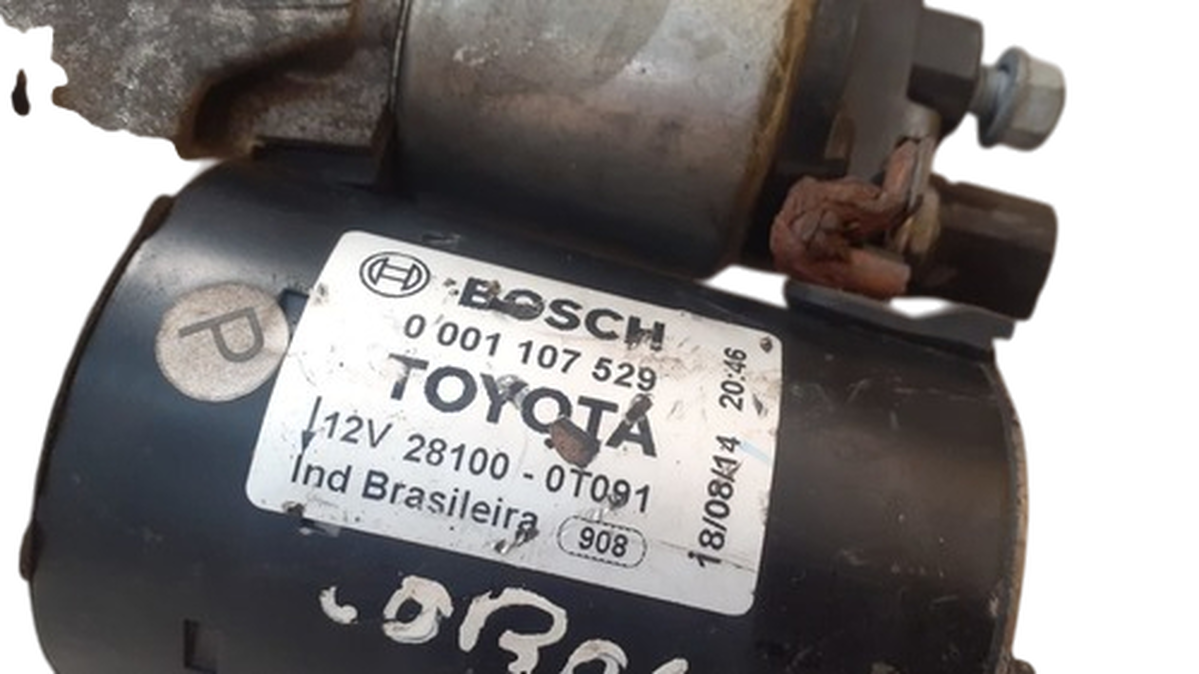 P
BOSCH
0 001 107 529
TOYOTA
12V 28100 - 0T091
Ind Brasileira 908
18/08/14 20:46